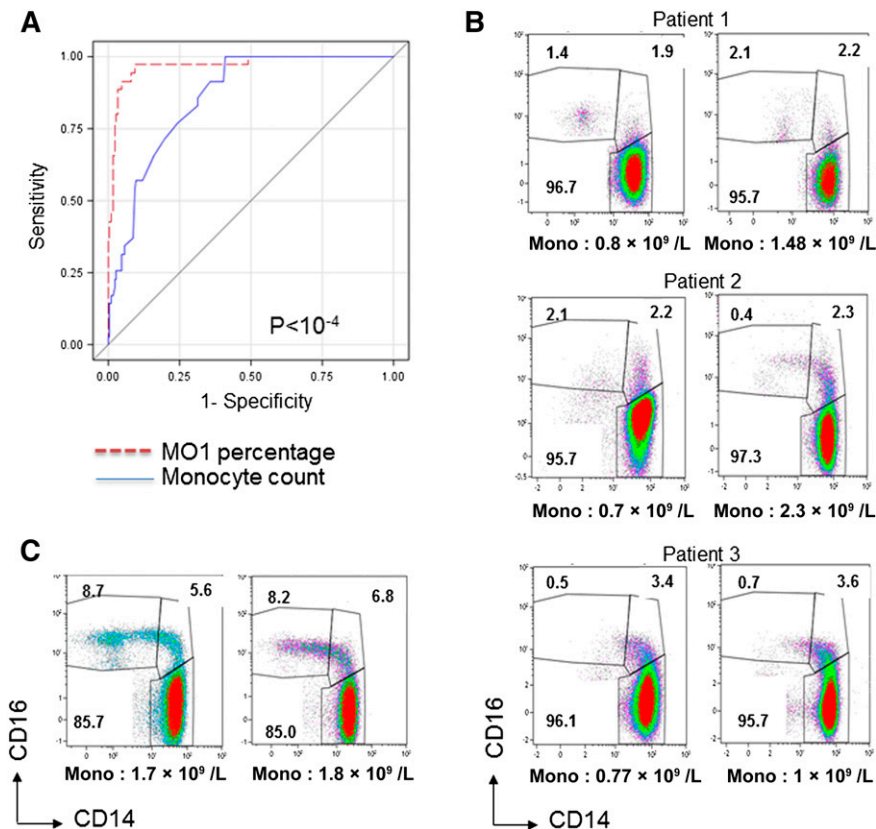 A
1.00
0.75
0.50
0.25
0.00
Sensitivity
P<10-4
0.00 0.25 0.50 0.75 1.00
1- Specificity
MO1 percentage
Monocyte count
B
Patient 1
1.4 1.9
96.7
Mono : 0.8 × 10⁹ /L
2.1 2.2
95.7
Mono : 1.48 × 10⁹ /L
Patient 2
2.1 2.2
95.7
Mono : 0.7 × 10⁹ /L
0.4 2.3
97.3
Mono : 2.3 × 10⁹ /L
Patient 3
0.5 3.4
96.1
Mono : 0.77 × 10⁹ /L
0.7 3.6
95.7
Mono : 1 × 10⁹ /L
CD16
CD14
C
8.7 5.6
85.7
Mono : 1.7 × 10⁹ /L
8.2 6.8
85.0
Mono : 1.8 × 10⁹ /L
CD16
CD14